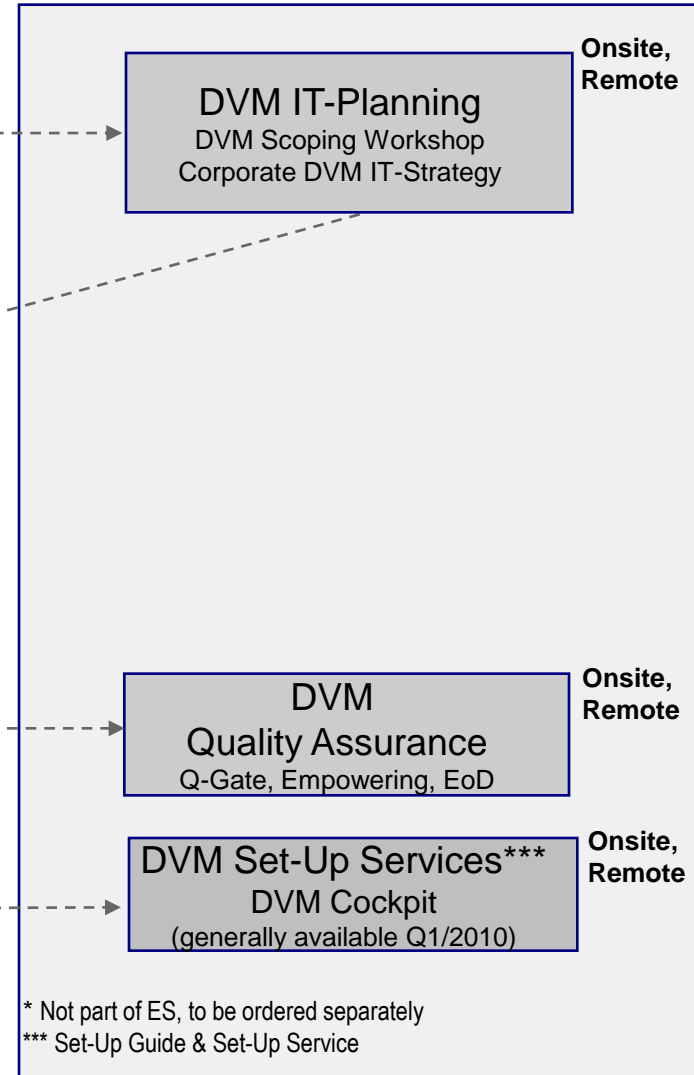 Onsite,
Remote
DVM IT-Planning
DVM Scoping Workshop
Corporate DVM IT-Strategy
Onsite,
Remote
DVM
Quality Assurance
Q-Gate, Empowering, EoD
Onsite,
Remote
DVM Set-Up Services***
DVM Cockpit
(generally available Q1/2010)
* Not part of ES, to be ordered separately
*** Set-Up Guide & Set-Up Service